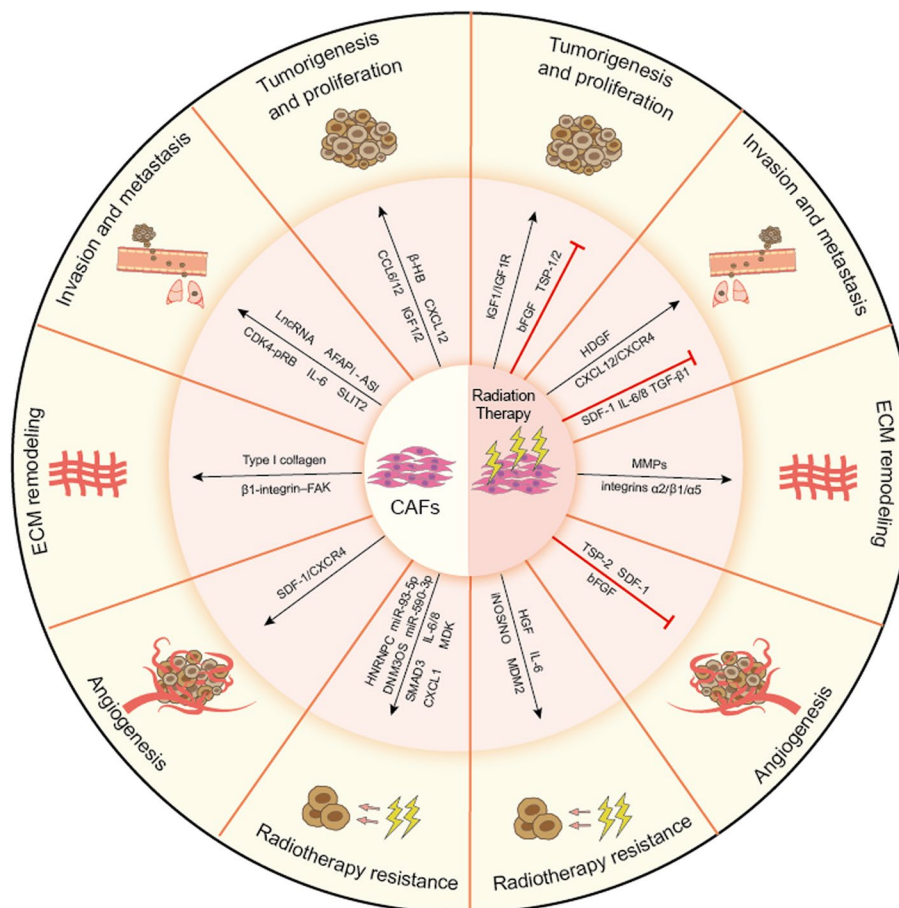 Tumorigenesis
and proliferation
Tumorigenesis
and proliferation
Invasion and metastasis
Invasion and metastasis
ECM remodeling
ECM remodeling
Angiogenesis
Angiogenesis
Radiotherapy resistance
Radiotherapy resistance
β-HB CXCL12
CCL6/12 IGF1/2
LncRNA AFAPI - ASI
CDK4-pRB IL-6 SLIT2
Type I collagen
β1-integrin–FAK
SDF-1/CXCR4
HNRNPC miR-93-5p
DNM3OS miR-590-3p
SMAD3 IL-6/8
CXCL1 MDK
CAFs
Radiation
Therapy
IGF1/IGF1R
bFGF TSP-1/2
HDGF
CXCL12/CXCR4
SDF-1 IL-6/8 TGF-β1
MMPs
integrins α2/β1/α5
TSP-2 SDF-1
bFGF
HGF IL-6
iNOS/NO MDM2